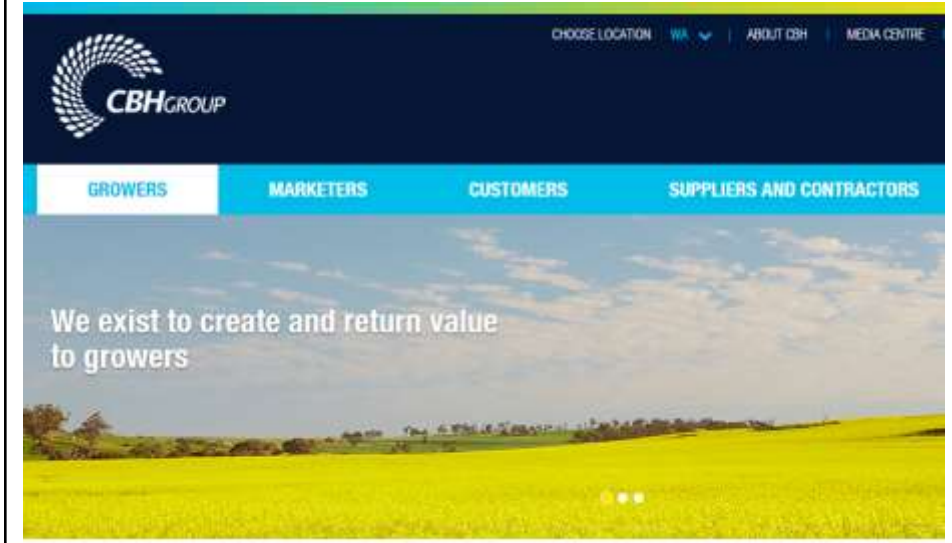 CHOOSE LOCATION WA | ABOUT CBH | MEDIA CENTRE
CBHGROUP
GROWERS MARKETERS CUSTOMERS SUPPLIERS AND CONTRACTORS
We exist to create and return value
to growers